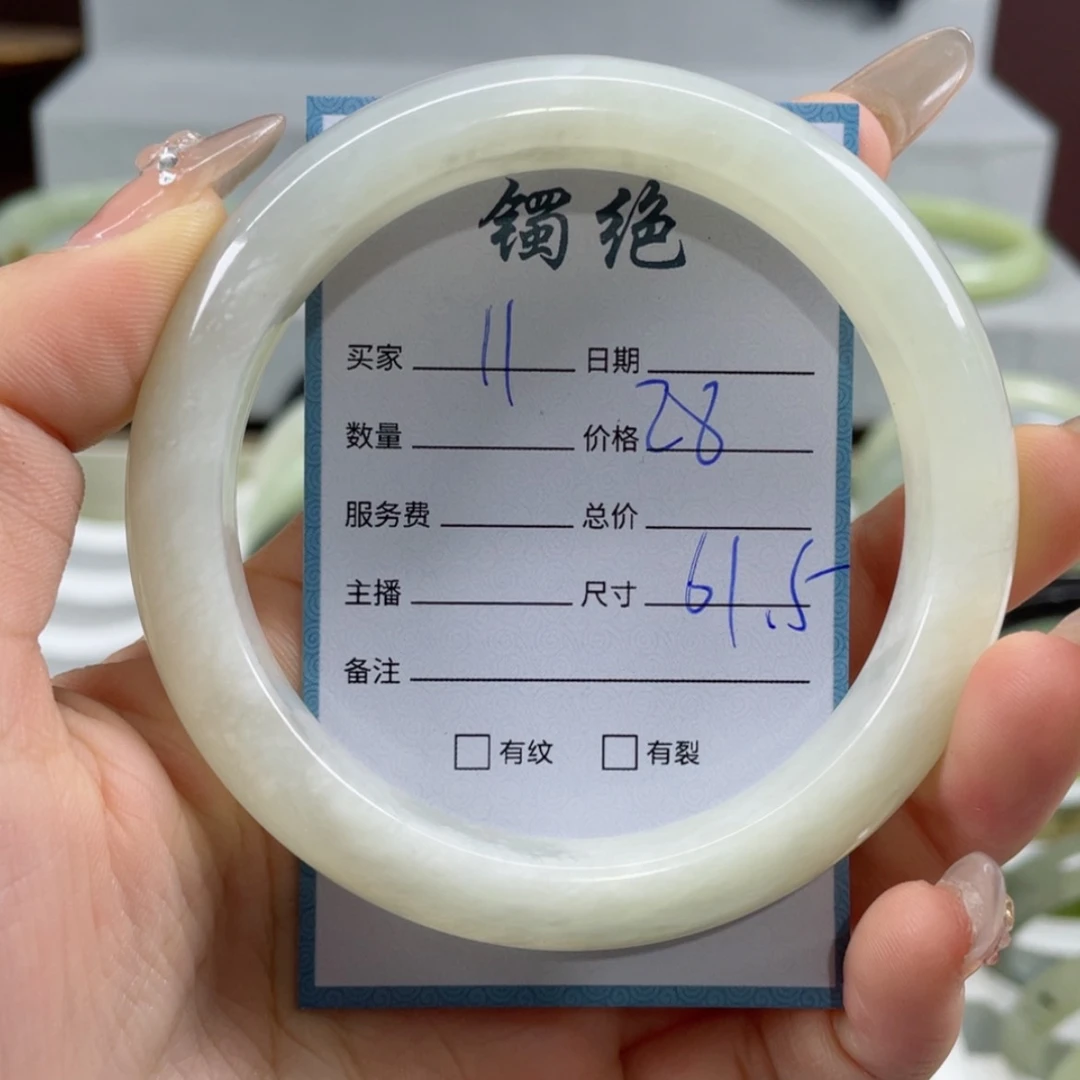 镯绝
买家 11 日期
数量 价格 28
服务费 总价
主播 尺寸 61.5
备注
有纹 有裂